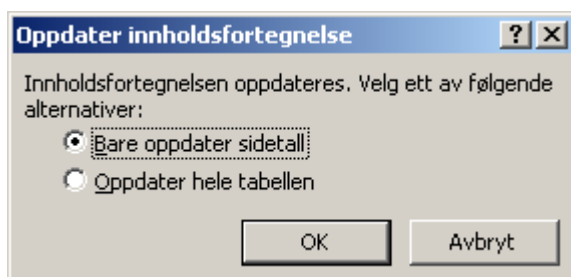 Oppdater innholdsfortegnelse
Innholdsfortegnelsen oppdateres. Velg ett av følgende
alternativer:
Bare oppdater sidetall
Oppdater hele tabellen
OK Avbryt